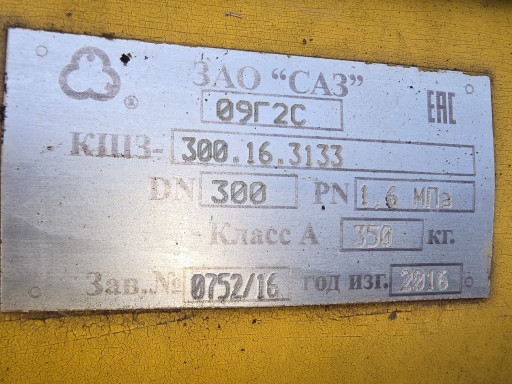 ЗАО “САЗ”
09Г2С
ЕАС
КШЗ- 300.16.3133
DN 300 PN 1,6 МПа
Класс А 350 кг.
Зав.№ 0752/16 год изг. 2016